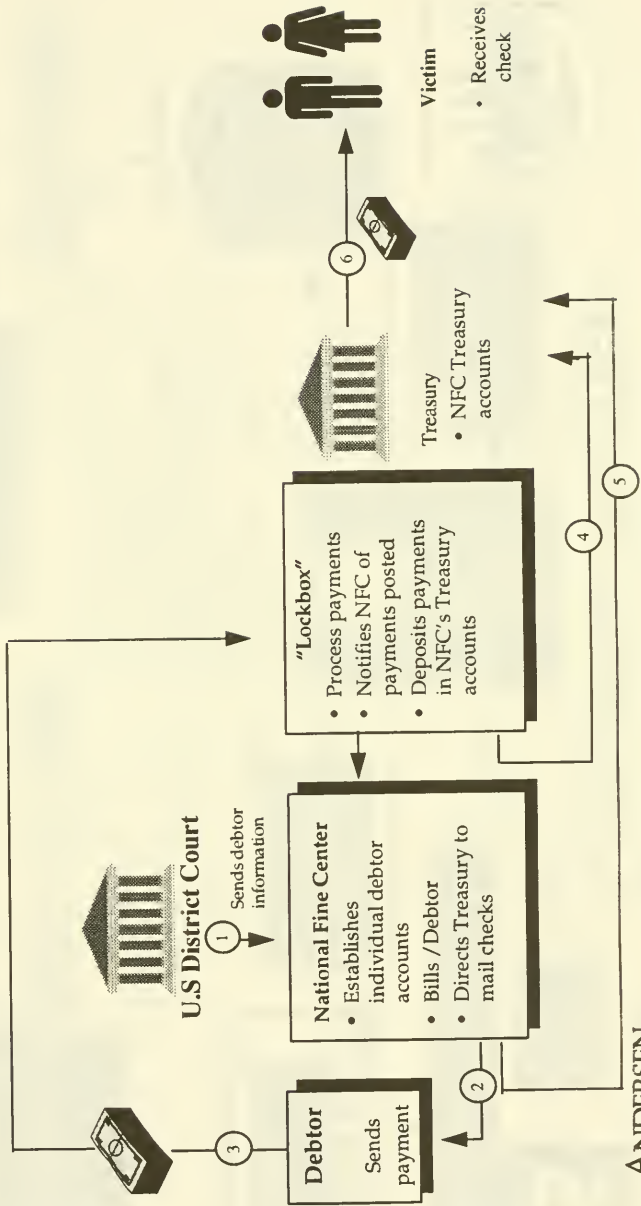 U.S District Court
1
Sends debtor
information
3
Debtor
Sends
payment
2
National Fine Center
• Establishes
individual debtor
accounts
• Bills / Debtor
• Directs Treasury to
mail checks
"Lockbox"
• Process payments
• Notifies NFC of
payments posted
• Deposits payments
in NFC's Treasury
accounts
4
5
Treasury
• NFC Treasury
accounts
6
Victim
• Receives
check
ANDERSEN